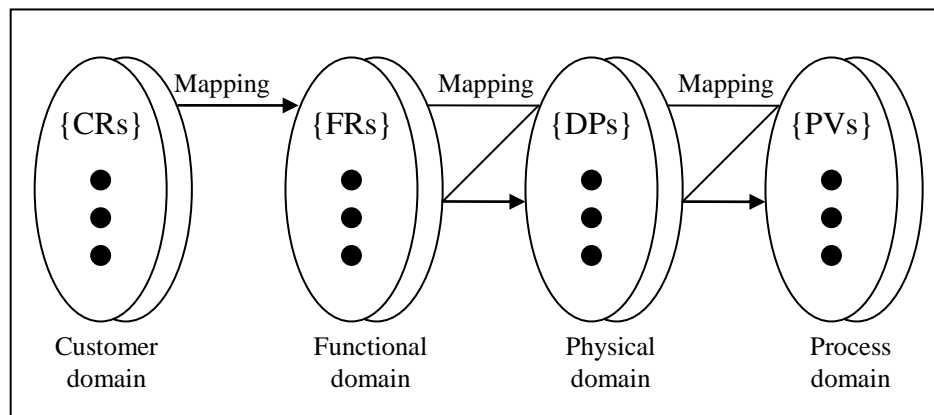 Mapping
Mapping
Mapping
{CRs}
{FRs}
{DPs}
{PVs}
Customer
domain
Functional
domain
Physical
domain
Process
domain